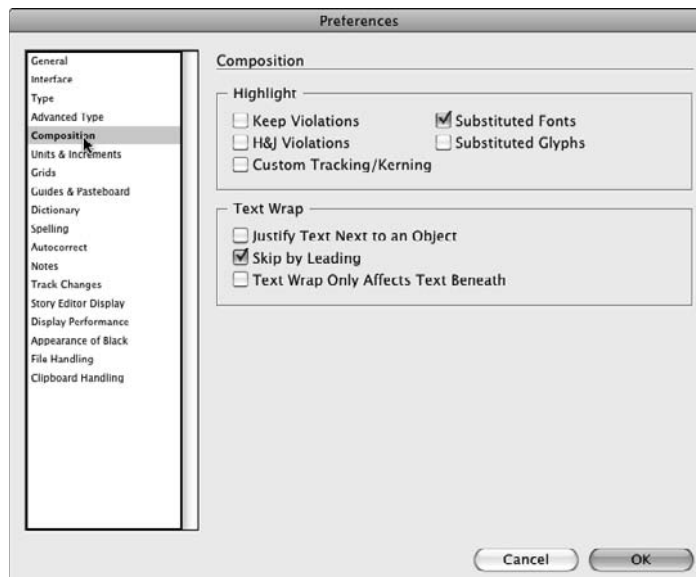 Preferences
General
Interface
Type
Advanced Type
Composition
Units & Increments
Grids
Guides & Pasteboard
Dictionary
Spelling
Autocorrect
Notes
Track Changes
Story Editor Display
Display Performance
Appearance of Black
File Handling
Clipboard Handling
Composition
Highlight
Keep Violations
Substituted Fonts
H&J Violations
Substituted Glyphs
Custom Tracking/Kerning
Text Wrap
Justify Text Next to an Object
Skip by Leading
Text Wrap Only Affects Text Beneath
Cancel
OK